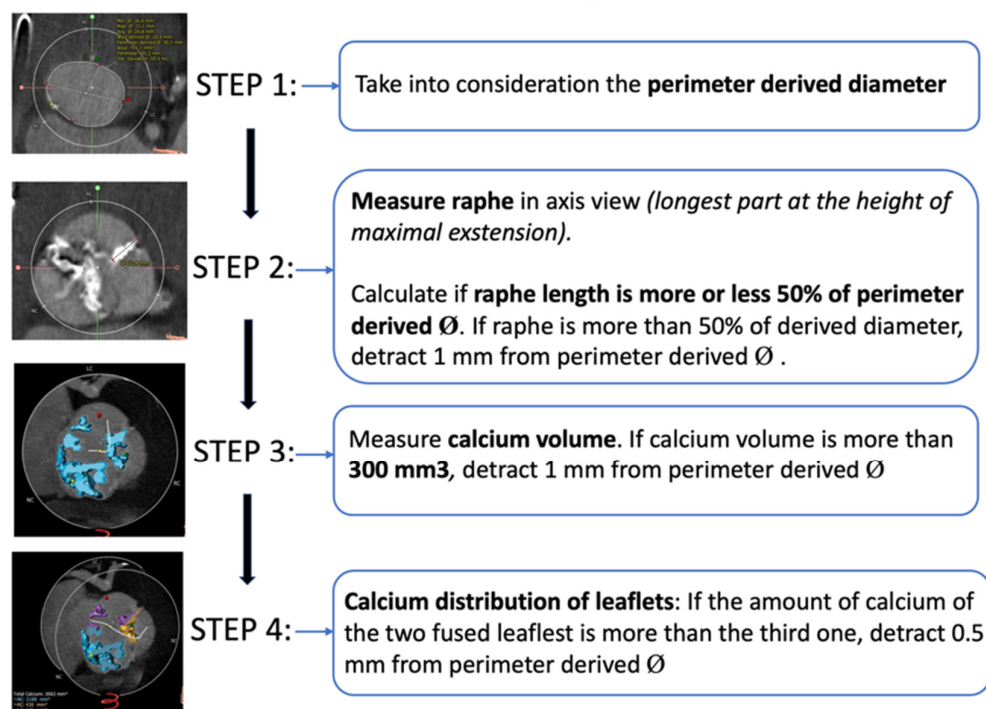 STEP 1:
Take into consideration the perimeter derived diameter
STEP 2:
Measure raphe in axis view (longest part at the height of
maximal exstension).
Calculate if raphe length is more or less 50% of perimeter
derived Ø. If raphe is more than 50% of derived diameter,
detract 1 mm from perimeter derived Ø .
LC
RC
NC
STEP 3:
Measure calcium volume. If calcium volume is more than
300 mm3, detract 1 mm from perimeter derived Ø
STEP 4:
Calcium distribution of leaflets: If the amount of calcium of
the two fused leaflest is more than the third one, detract 0.5
mm from perimeter derived Ø